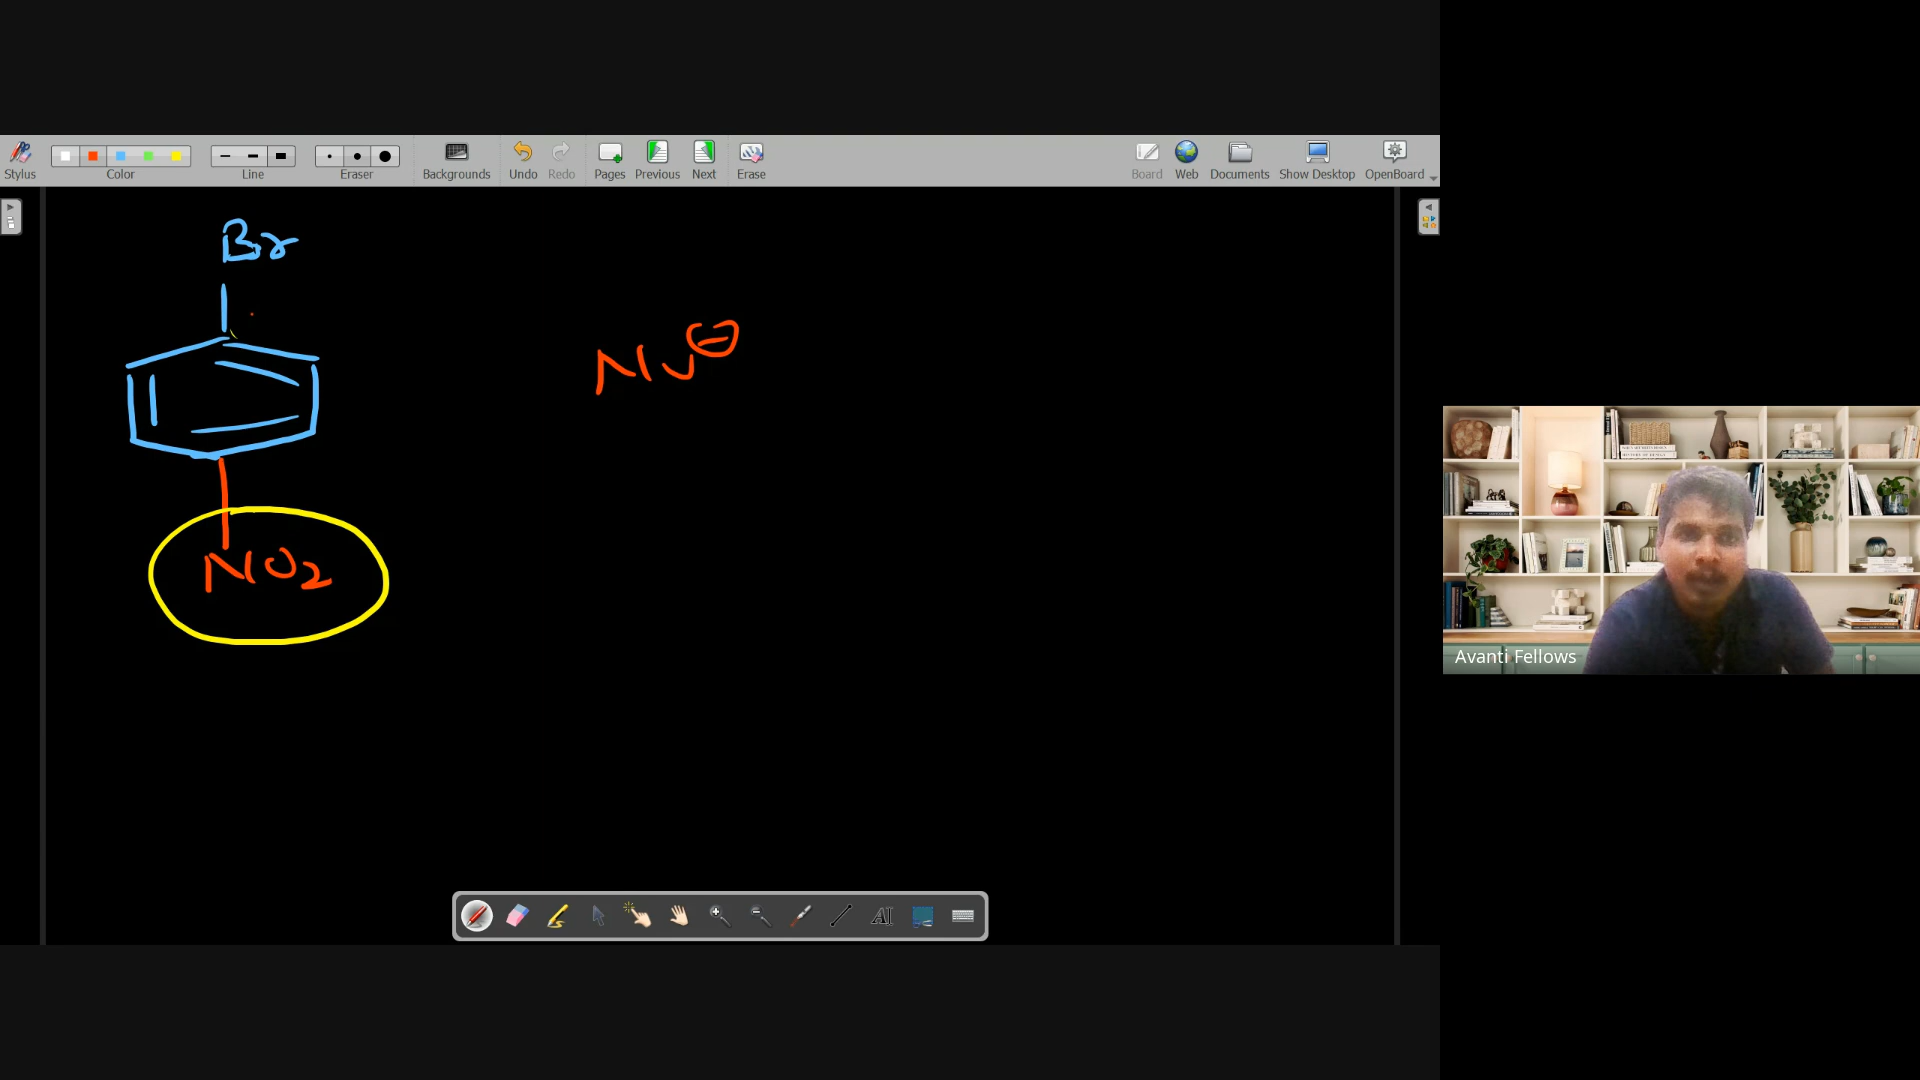 Stylus
Color
Line
Eraser
Backgrounds
Undo
Redo
Pages
Previous
Next
Erase
Board
Web
Documents
Show Desktop
OpenBoard
Br
Nu⊖
NO2
AI
Avanti Fellows